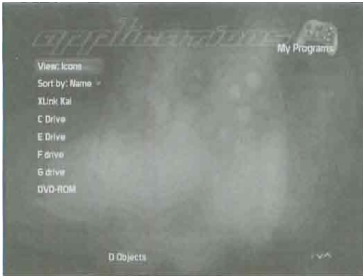 applications
My Programs
View: Icons
Sort by: Name
XLink Kai
C Drive
E Drive
F drive
G drive
DVD-ROM
0 Objects